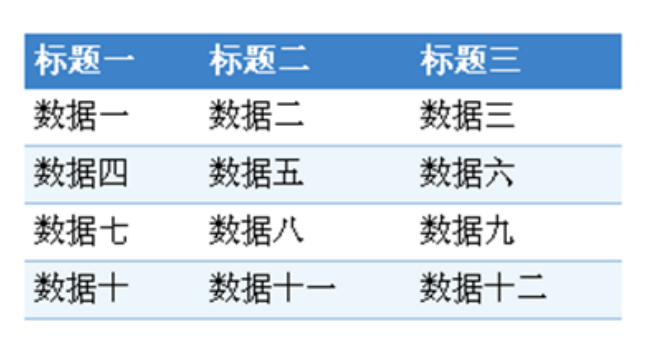 标题一 标题二 标题三
数据一 数据二 数据三
数据四 数据五 数据六
数据七 数据八 数据九
数据十 数据十一 数据十二